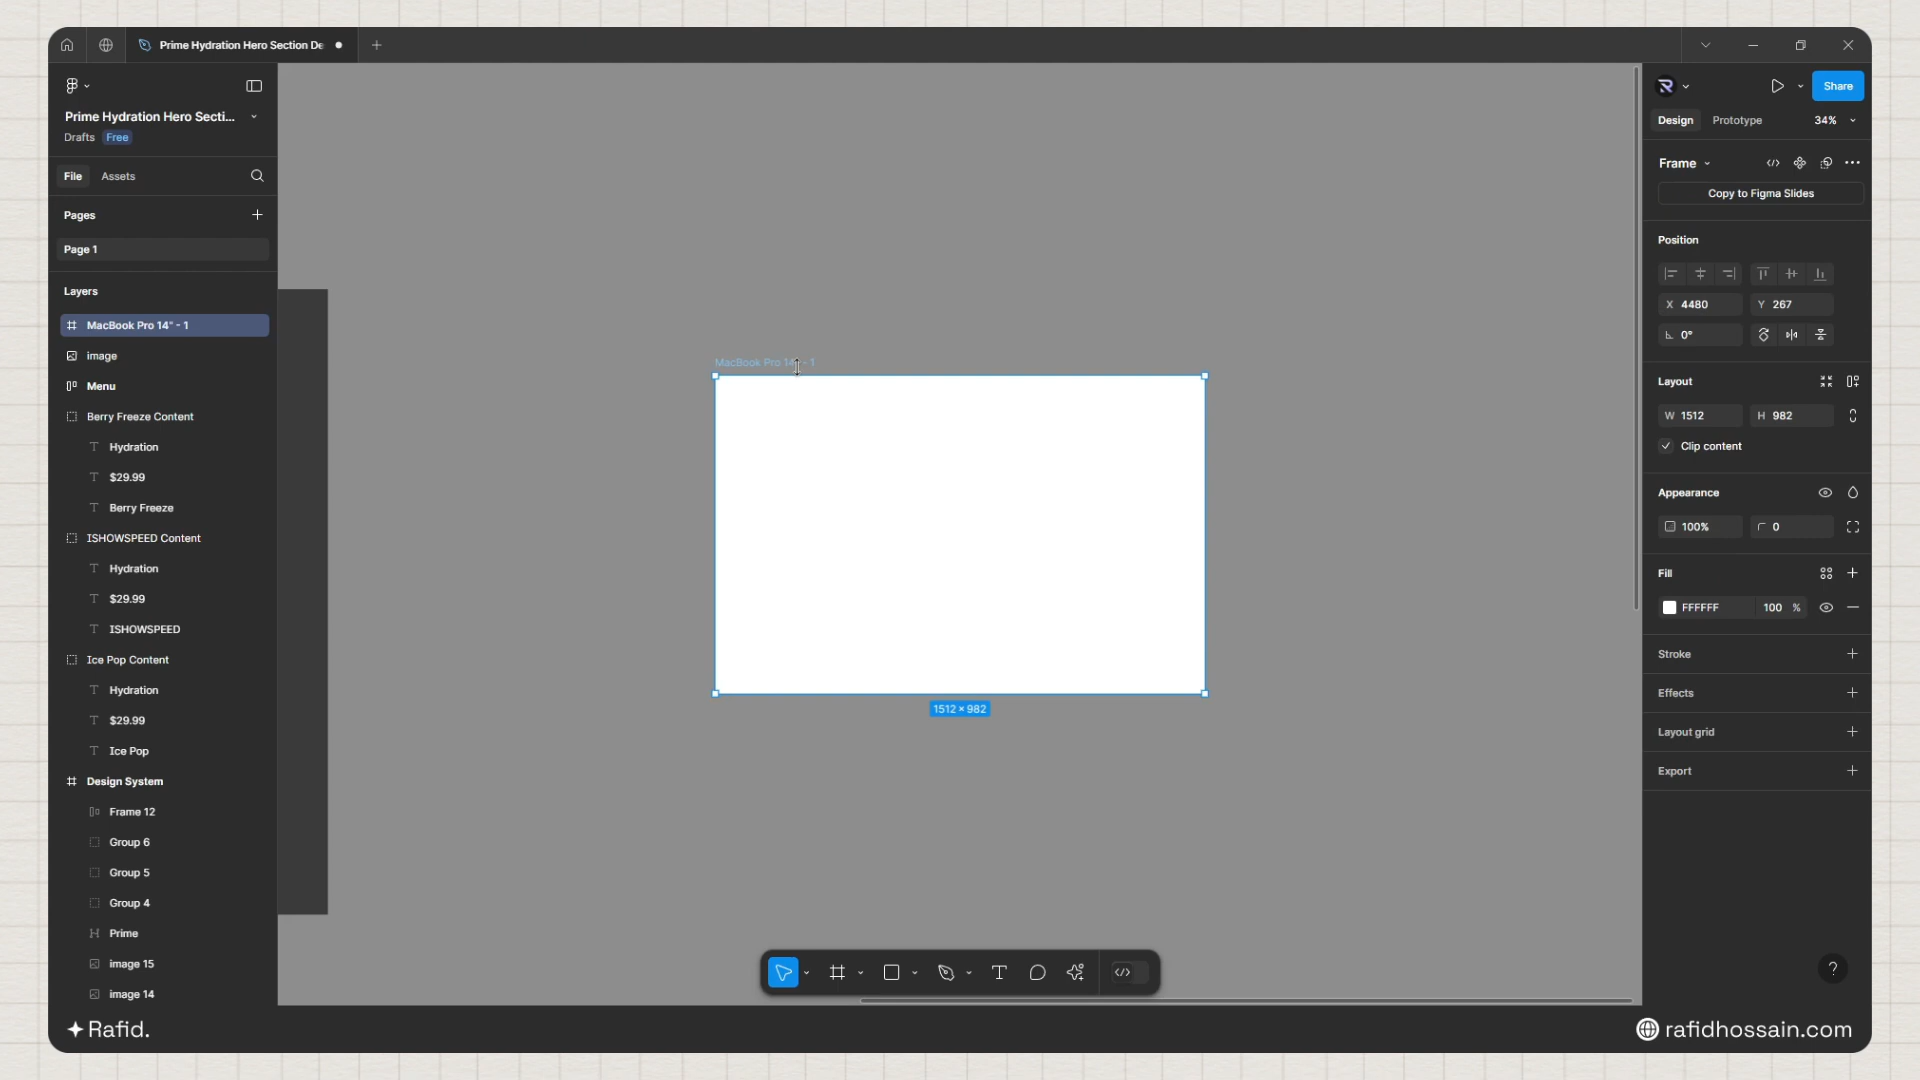 Prime Hydration Hero Section De
Share
Prime Hydration Hero Secti...
Drafts Free
Design Prototype 34%
File Assets
Frame
Copy to Figma Slides
Pages
Page 1
Position
Layers
MacBook Pro 14" - 1
X 4480 Y 267
image
0°
MacBook Pro 14" - 1
Menu
Layout
Berry Freeze Content
W 1512 H 982
Hydration
Clip content
$29.99
Appearance
Berry Freeze
100% 0
ISHOWSPEED Content
Hydration
Fill
$29.99
FFFFFF 100 %
ISHOWSPEED
Ice Pop Content
Stroke
Hydration
Effects
1512 × 982
$29.99
Layout grid
Ice Pop
Export
Design System
Frame 12
Group 6
Group 5
Group 4
Prime
image 15
image 14
?
Rafid.
rafidhossain.com